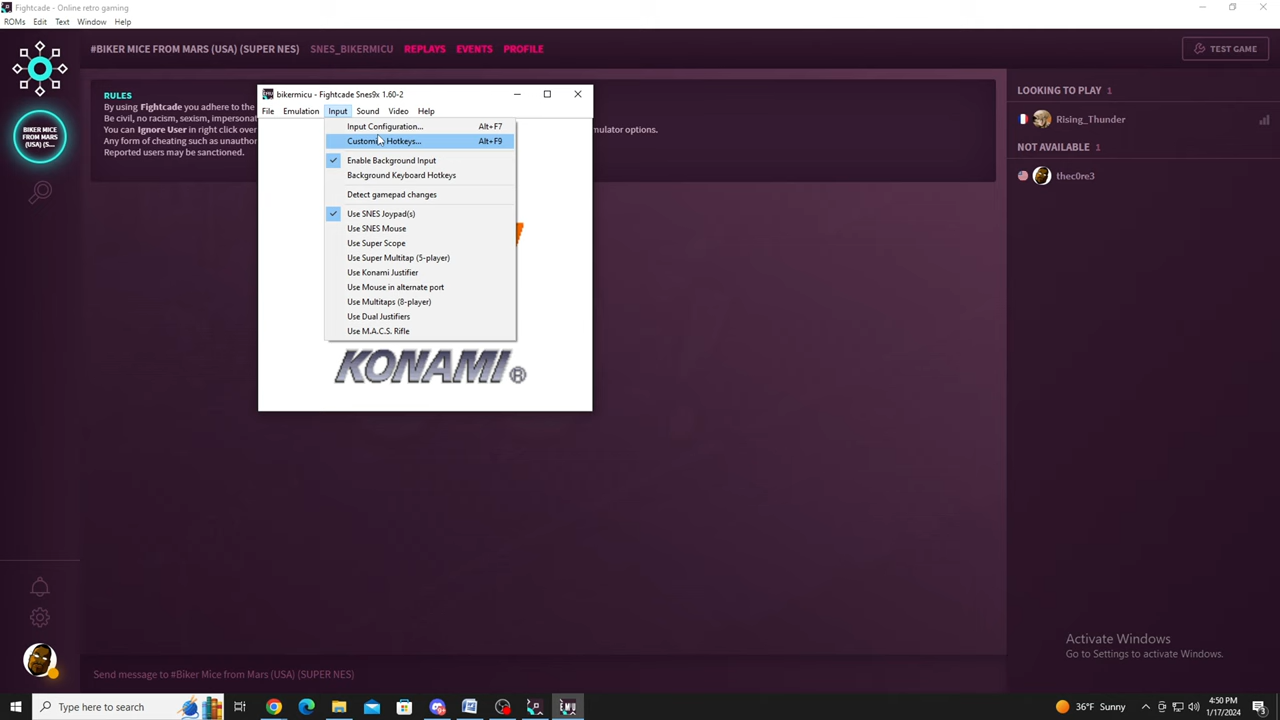 Fightcade - Online retro gaming
ROMs Edit Text Window Help
#BIKER MICE FROM MARS (USA) (SUPER NES) SNES_BIKERMICU REPLAYS EVENTS PROFILE
TEST GAME
BIKER MICE FROM MARS (USA) (S...
RULES
By using Fightcade you adhere to the
Be civil, no racism, sexism, impersonat
You can Ignore User in right click over
Any form of cheating such as unauthor
Reported users may be sanctioned.
mulator options.
bikermicu - Fightcade Snes9x 1.60-2
File Emulation Input Sound Video Help
Input Configuration... Alt+F7
Customize Hotkeys... Alt+F9
Enable Background Input
Background Keyboard Hotkeys
Detect gamepad changes
Use SNES Joypad(s)
Use SNES Mouse
Use Super Scope
Use Super Multitap (5-player)
Use Konami Justifier
Use Mouse in alternate port
Use Multitaps (8-player)
Use Dual Justifiers
Use M.A.C.S. Rifle
KONAMI®
LOOKING TO PLAY 1
Rising_Thunder
NOT AVAILABLE 1
thec0re3
Activate Windows
Go to Settings to activate Windows.
Send message to #Biker Mice from Mars (USA) (SUPER NES)
Type here to search
EMU
36°F Sunny
4:50 PM
1/17/2024